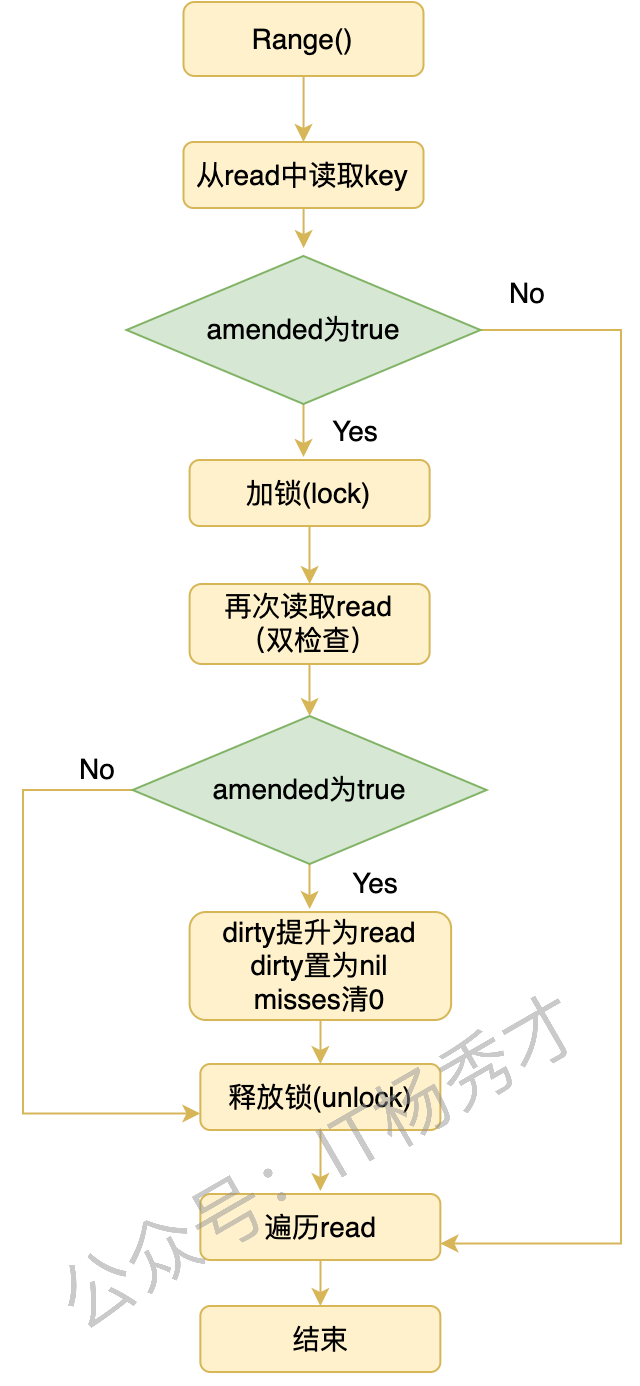 Range()
从read中读取key
amended为true
No
Yes
加锁(lock)
再次读取read
（双检查）
amended为true
No
Yes
dirty提升为read
dirty置为nil
misses清0
释放锁(unlock)
遍历read
结束
公众号：IT杨秀才